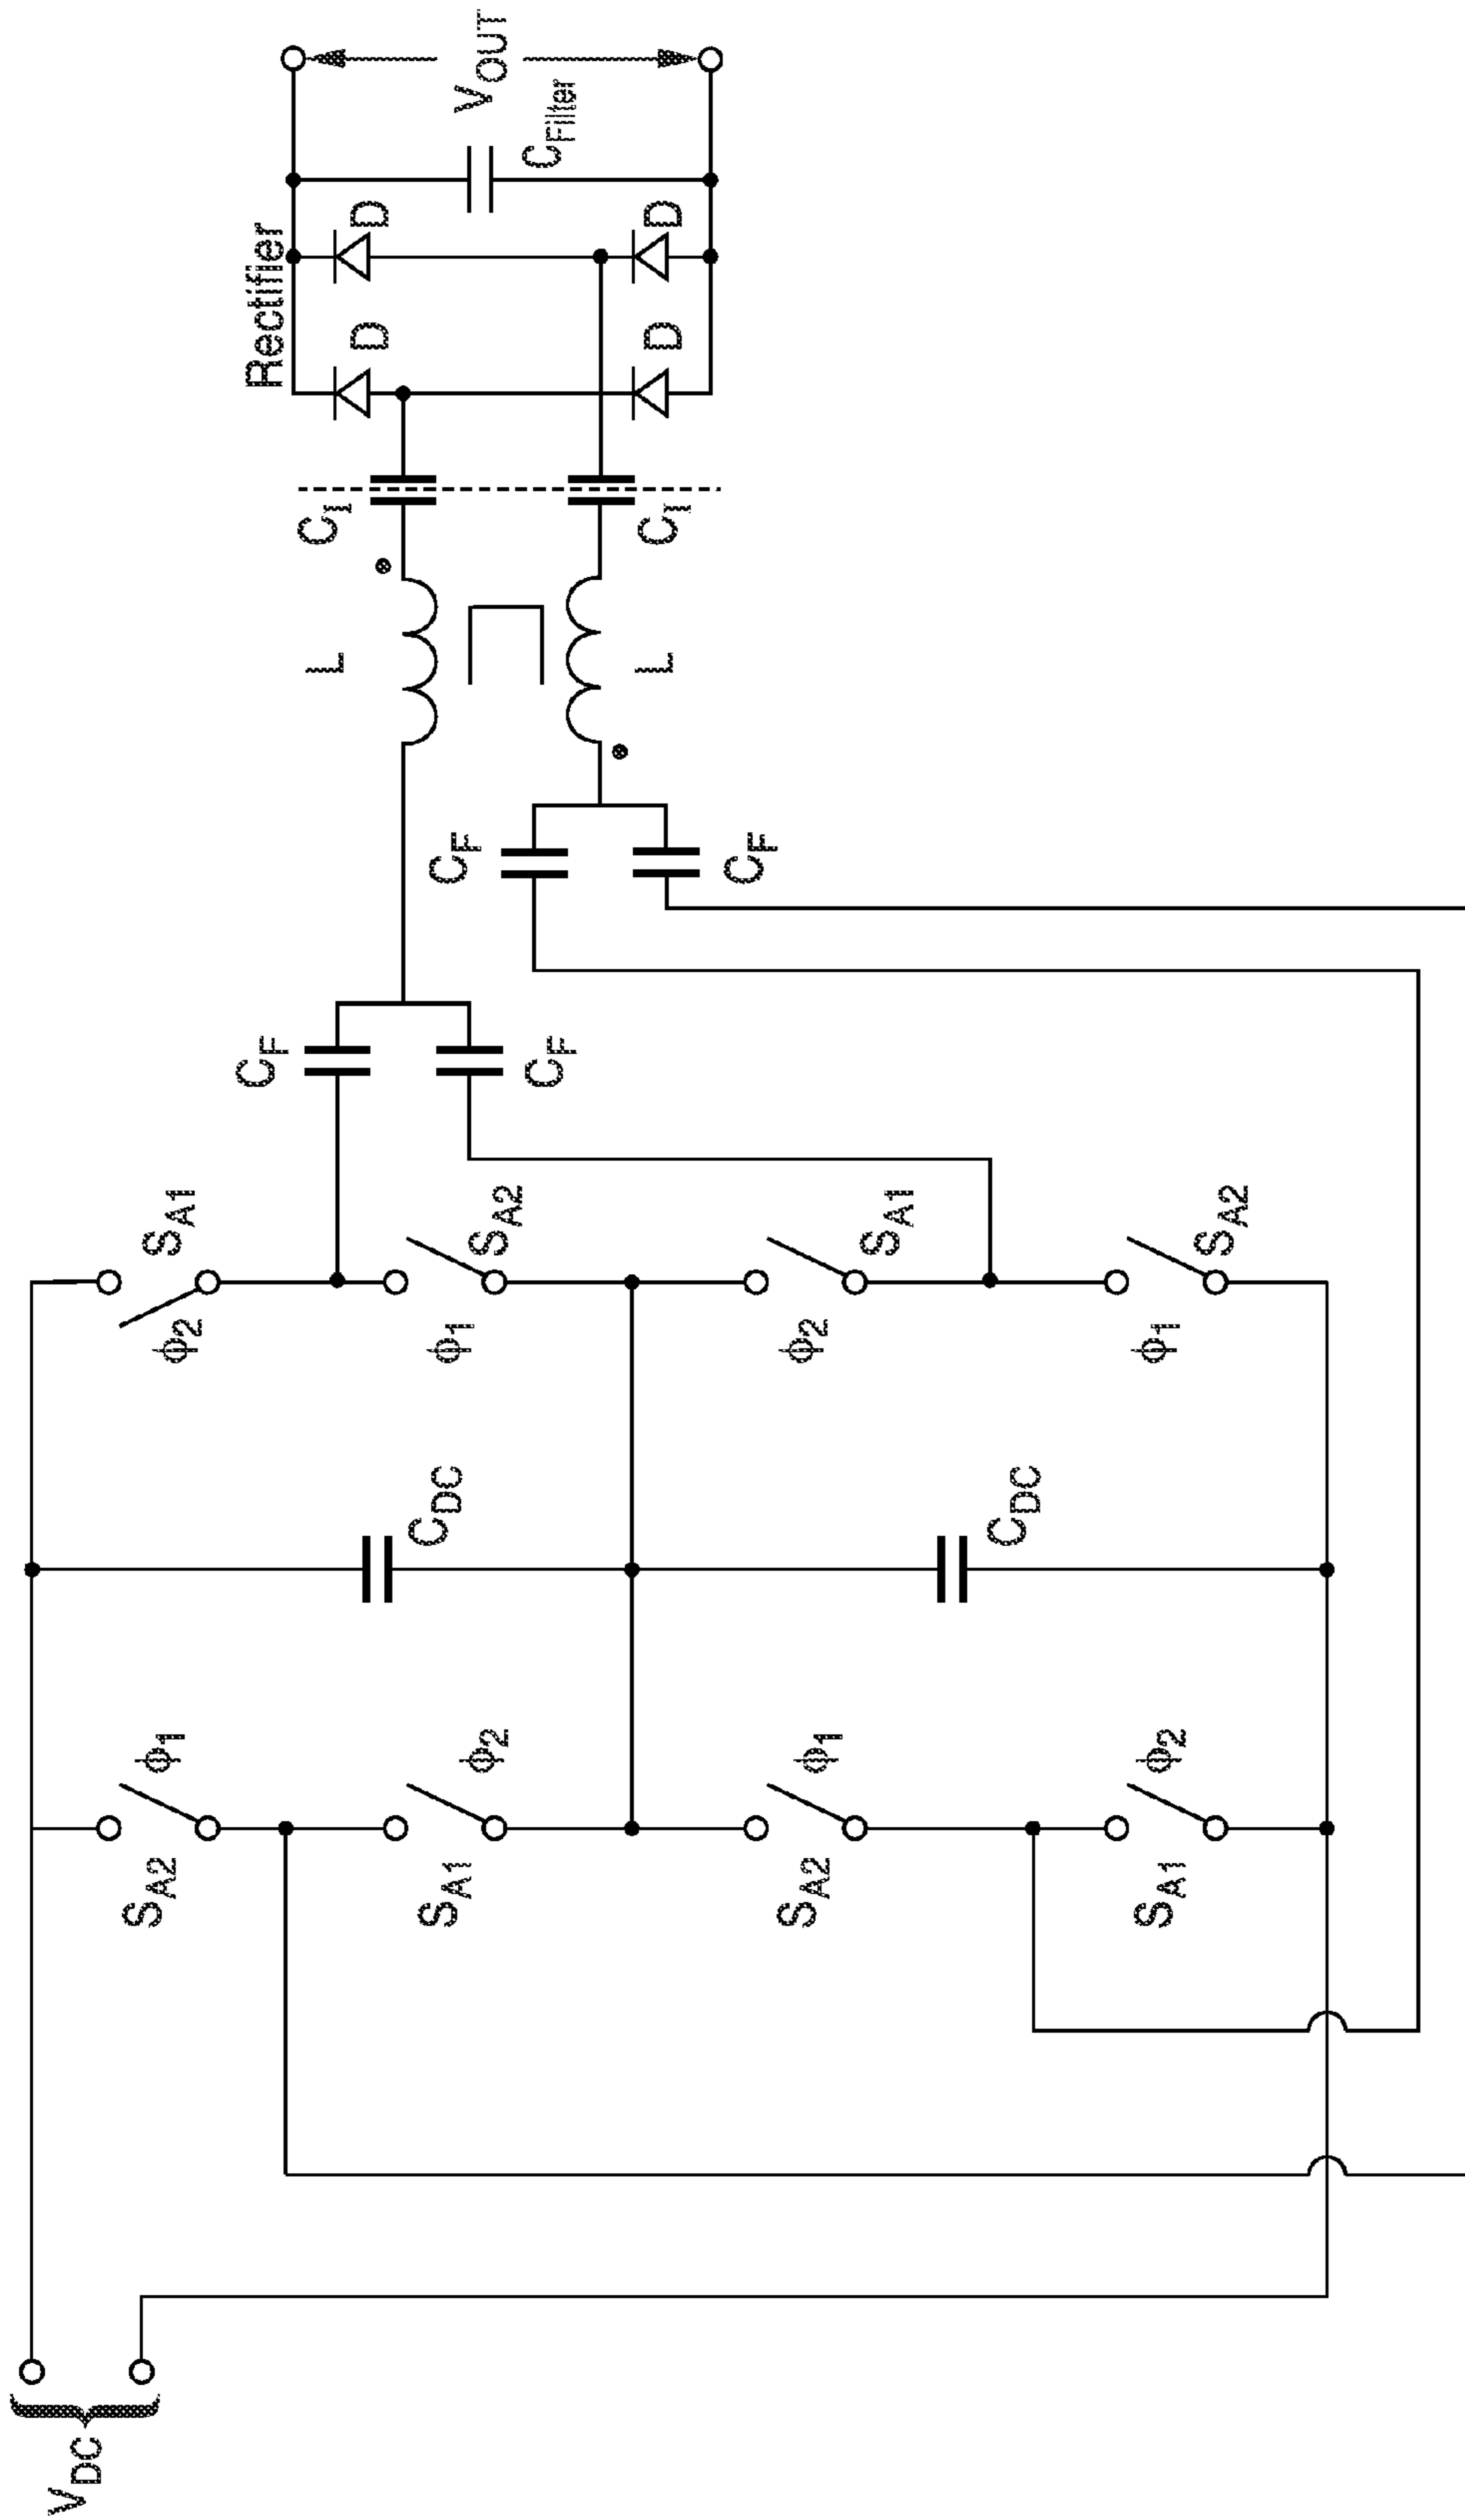 V_DC
S_A2
ϕ1
S_A1
ϕ2
S_A2
ϕ1
S_A1
ϕ2
C_DC
C_DC
ϕ2
S_A1
ϕ1
S_A2
ϕ2
S_A1
ϕ1
S_A2
C_F
C_F
C_F
C_F
L
L
C_I
C_I
Rectifier
D
D
D
D
C_Filter
V_OUT